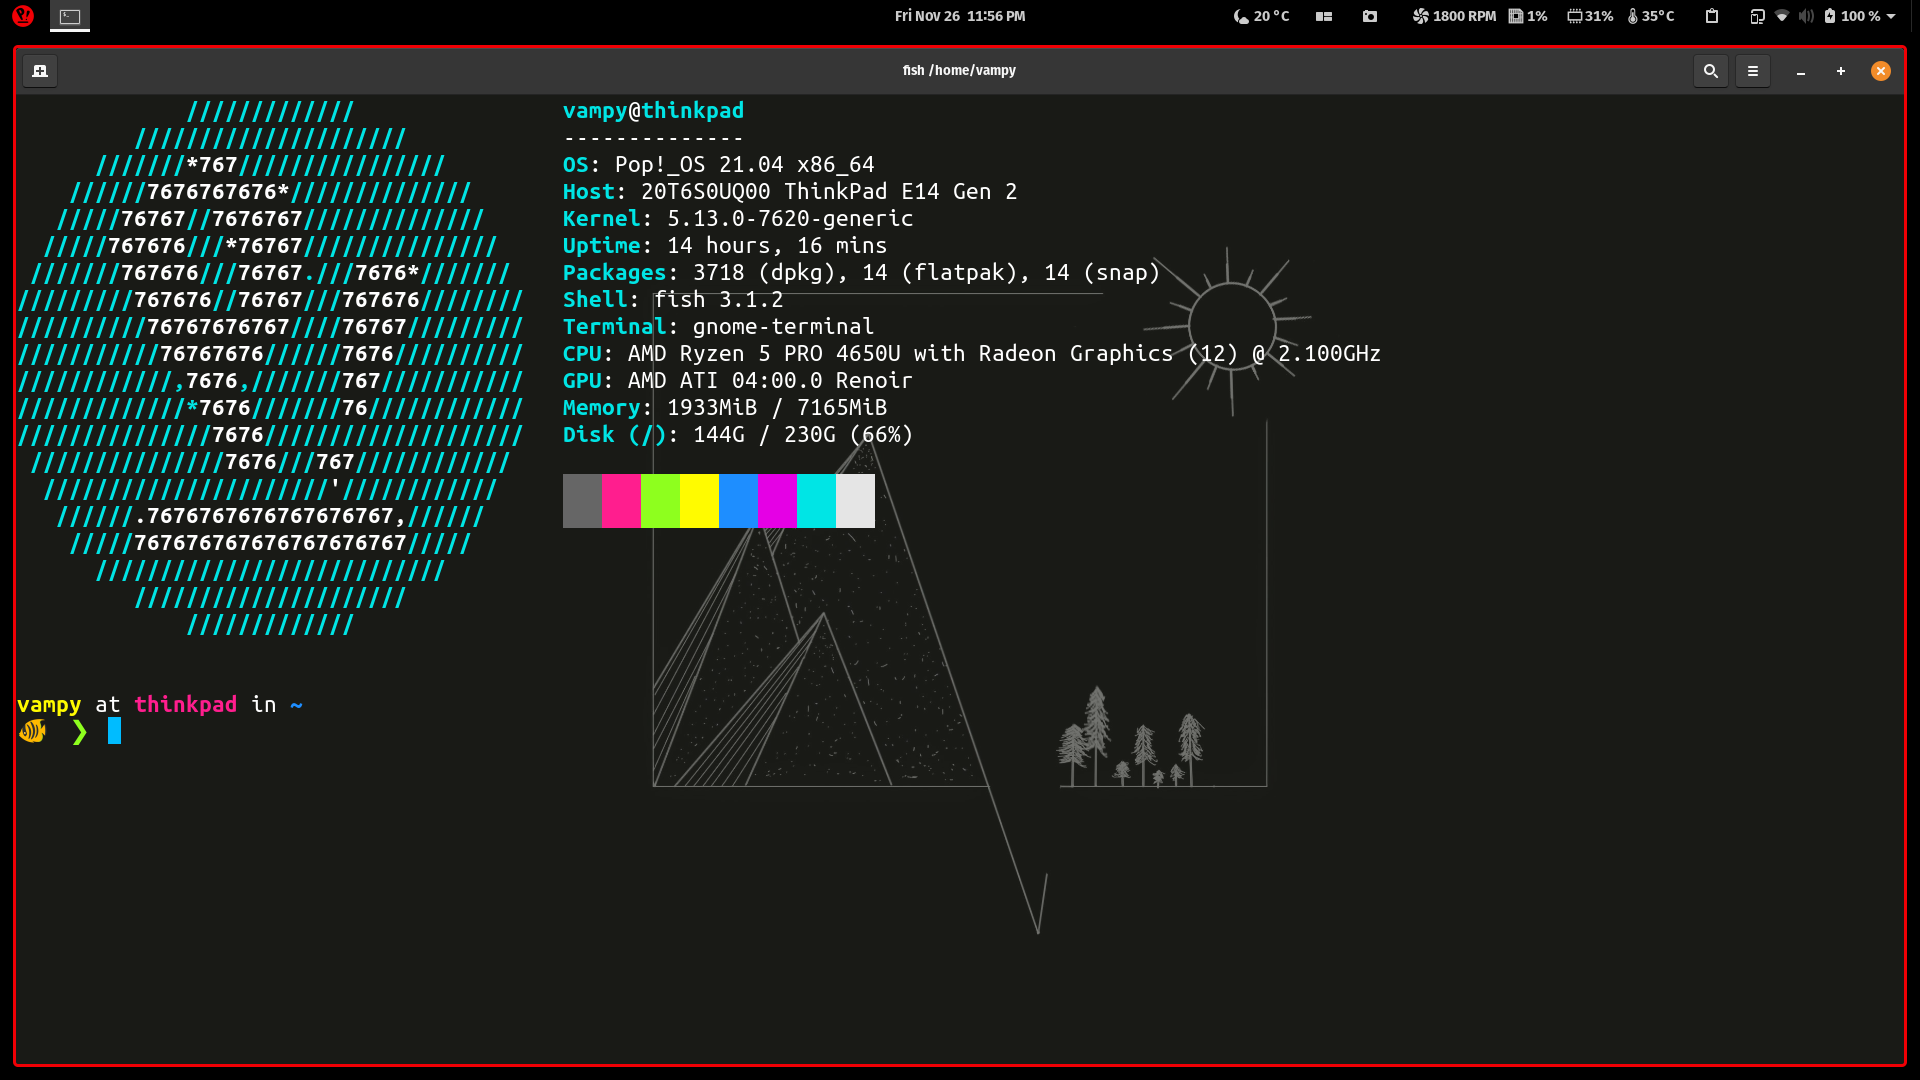 Fri Nov 26  11:56 PM
20 °C
1800 RPM
1%
31%
35°C
100 %
fish /home/vampy
/////////////
/////////////////////
///////*767////////////////
//////7676767676*//////////////
/////76767//7676767//////////////
/////767676///*76767///////////////
///////767676///76767.///7676*///////
/////////767676//76767///767676////////
//////////76767676767////76767/////////
///////////76767676//////7676//////////
////////////,7676,///////767///////////
/////////////*7676///////76////////////
///////////////7676////////////////////
///////////////7676///767////////////
//////////////////////'////////////
//////.7676767676767676767,//////
/////767676767676767676767/////
///////////////////////////
/////////////////////
/////////////
vampy@thinkpad
--------------
OS: Pop!_OS 21.04 x86_64
Host: 20T6S0UQ00 ThinkPad E14 Gen 2
Kernel: 5.13.0-7620-generic
Uptime: 14 hours, 16 mins
Packages: 3718 (dpkg), 14 (flatpak), 14 (snap)
Shell: fish 3.1.2
Terminal: gnome-terminal
CPU: AMD Ryzen 5 PRO 4650U with Radeon Graphics (12) @ 2.100GHz
GPU: AMD ATI 04:00.0 Renoir
Memory: 1933MiB / 7165MiB
Disk (/): 144G / 230G (66%)
vampy at thinkpad in ~
🐠 ❯